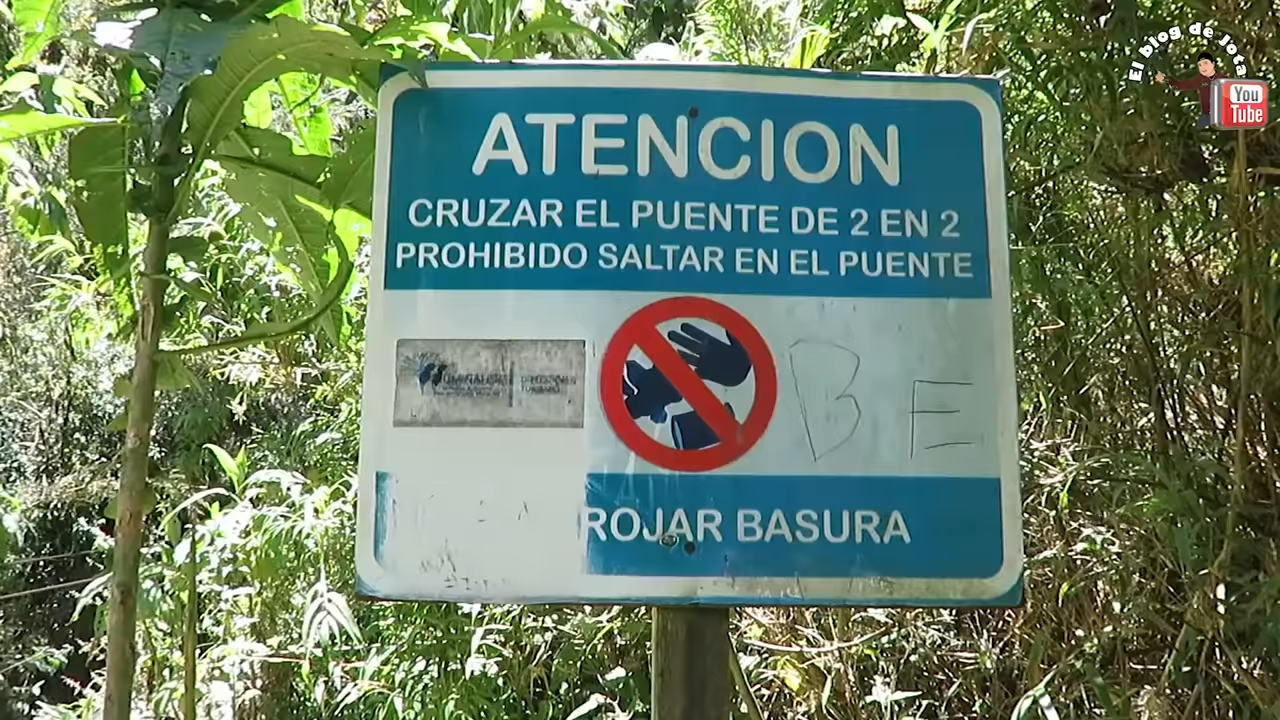 El blog de Jota
You
Tube
ATENCION
CRUZAR EL PUENTE DE 2 EN 2
PROHIBIDO SALTAR EN EL PUENTE
B E
ROJAR BASURA